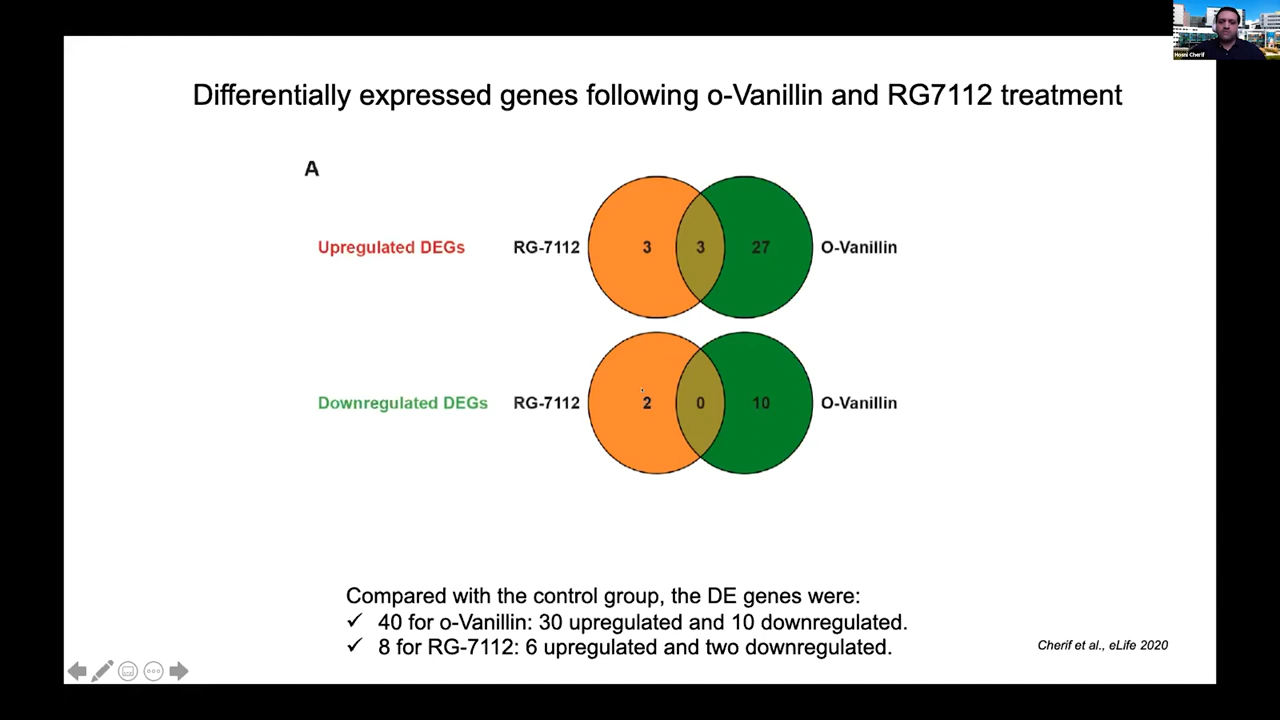 Hosni Cherif
Differentially expressed genes following o-Vanillin and RG7112 treatment
A
Upregulated DEGs RG-7112 3 3 27 O-Vanillin
Downregulated DEGs RG-7112 2 0 10 O-Vanillin
Compared with the control group, the DE genes were:
✓ 40 for o-Vanillin: 30 upregulated and 10 downregulated.
✓ 8 for RG-7112: 6 upregulated and two downregulated.
Cherif et al., eLife 2020